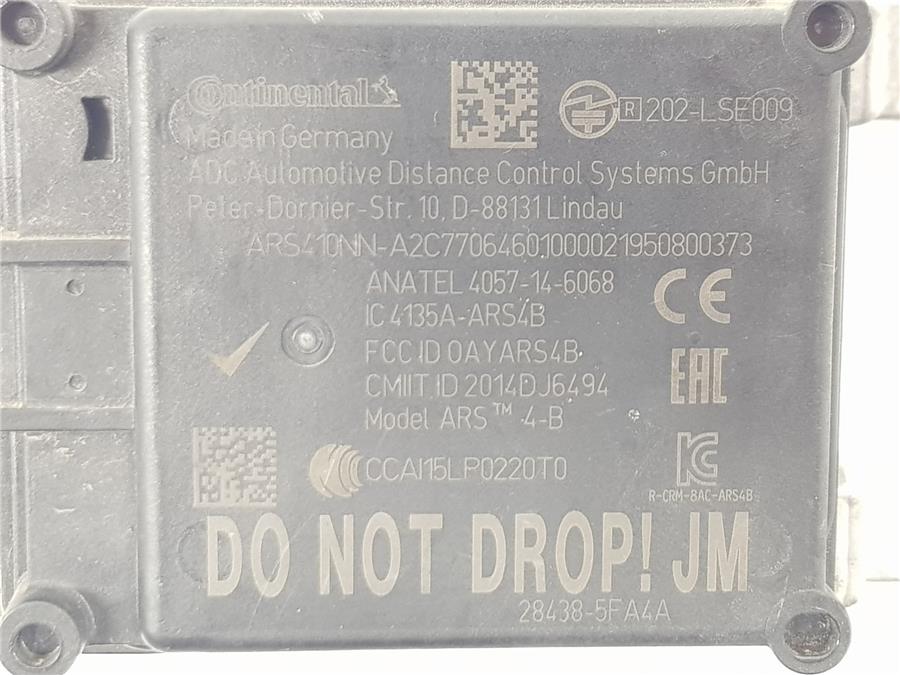 Continental
R 202-LSE009
Made in Germany
ADC Automotive Distance Control Systems GmbH
Peter-Dornier-Str. 10, D-88131 Lindau
ARS410NN-A2C7706460100002195080​0373
ANATEL 4057-14-6068
IC 4135A-ARS4B
CE
FCC ID OAYARS4B
CMIIT ID 2014DJ6494
EAC
Model ARS™ 4-B
CCAI15LP0220T0
R-CRM-8AC-ARS4B
DO NOT DROP! JM
28438-5FA4A